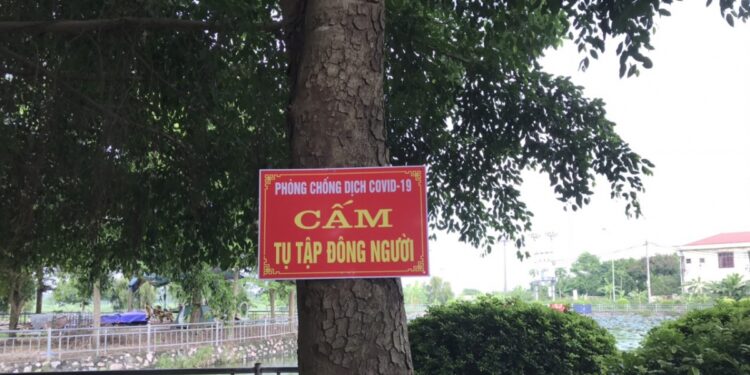 PHÒNG CHỐNG DỊCH COVID-19
CẤM
TỤ TẬP ĐÔNG NGƯỜI